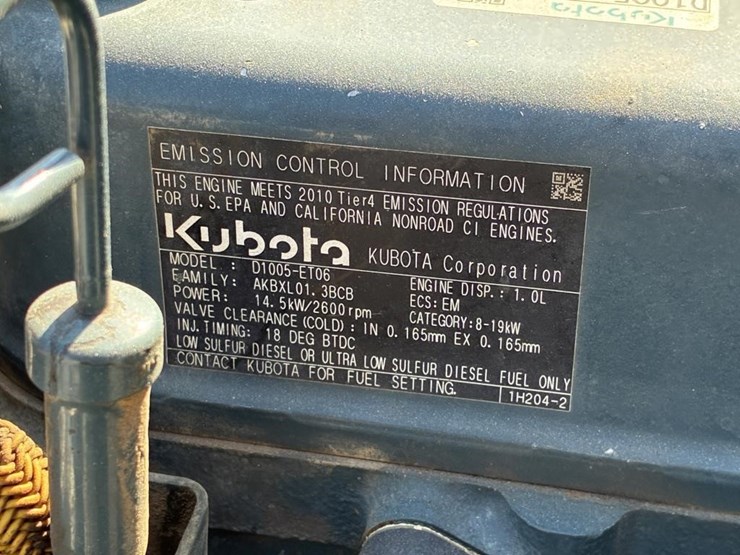 Kubota
EMISSION CONTROL INFORMATION
THIS ENGINE MEETS 2010 Tier4 EMISSION REGULATIONS
FOR U.S.EPA AND CALIFORNIA NONROAD CI ENGINES.
Kubota KUBOTA Corporation
MODEL : D1005-ET06 ENGINE DISP.: 1.0L
FAMILY: AKBXL01.3BCB ECS: EM
POWER: 14.5kW/2600rpm CATEGORY:8-19kW
VALVE CLEARANCE (COLD) : IN 0.165mm EX 0.165mm
INJ.TIMING: 18 DEG BTDC
LOW SULFUR DIESEL OR ULTRA LOW SULFUR DIESEL FUEL ONLY
CONTACT KUBOTA FOR FUEL SETTING. 1H204-2